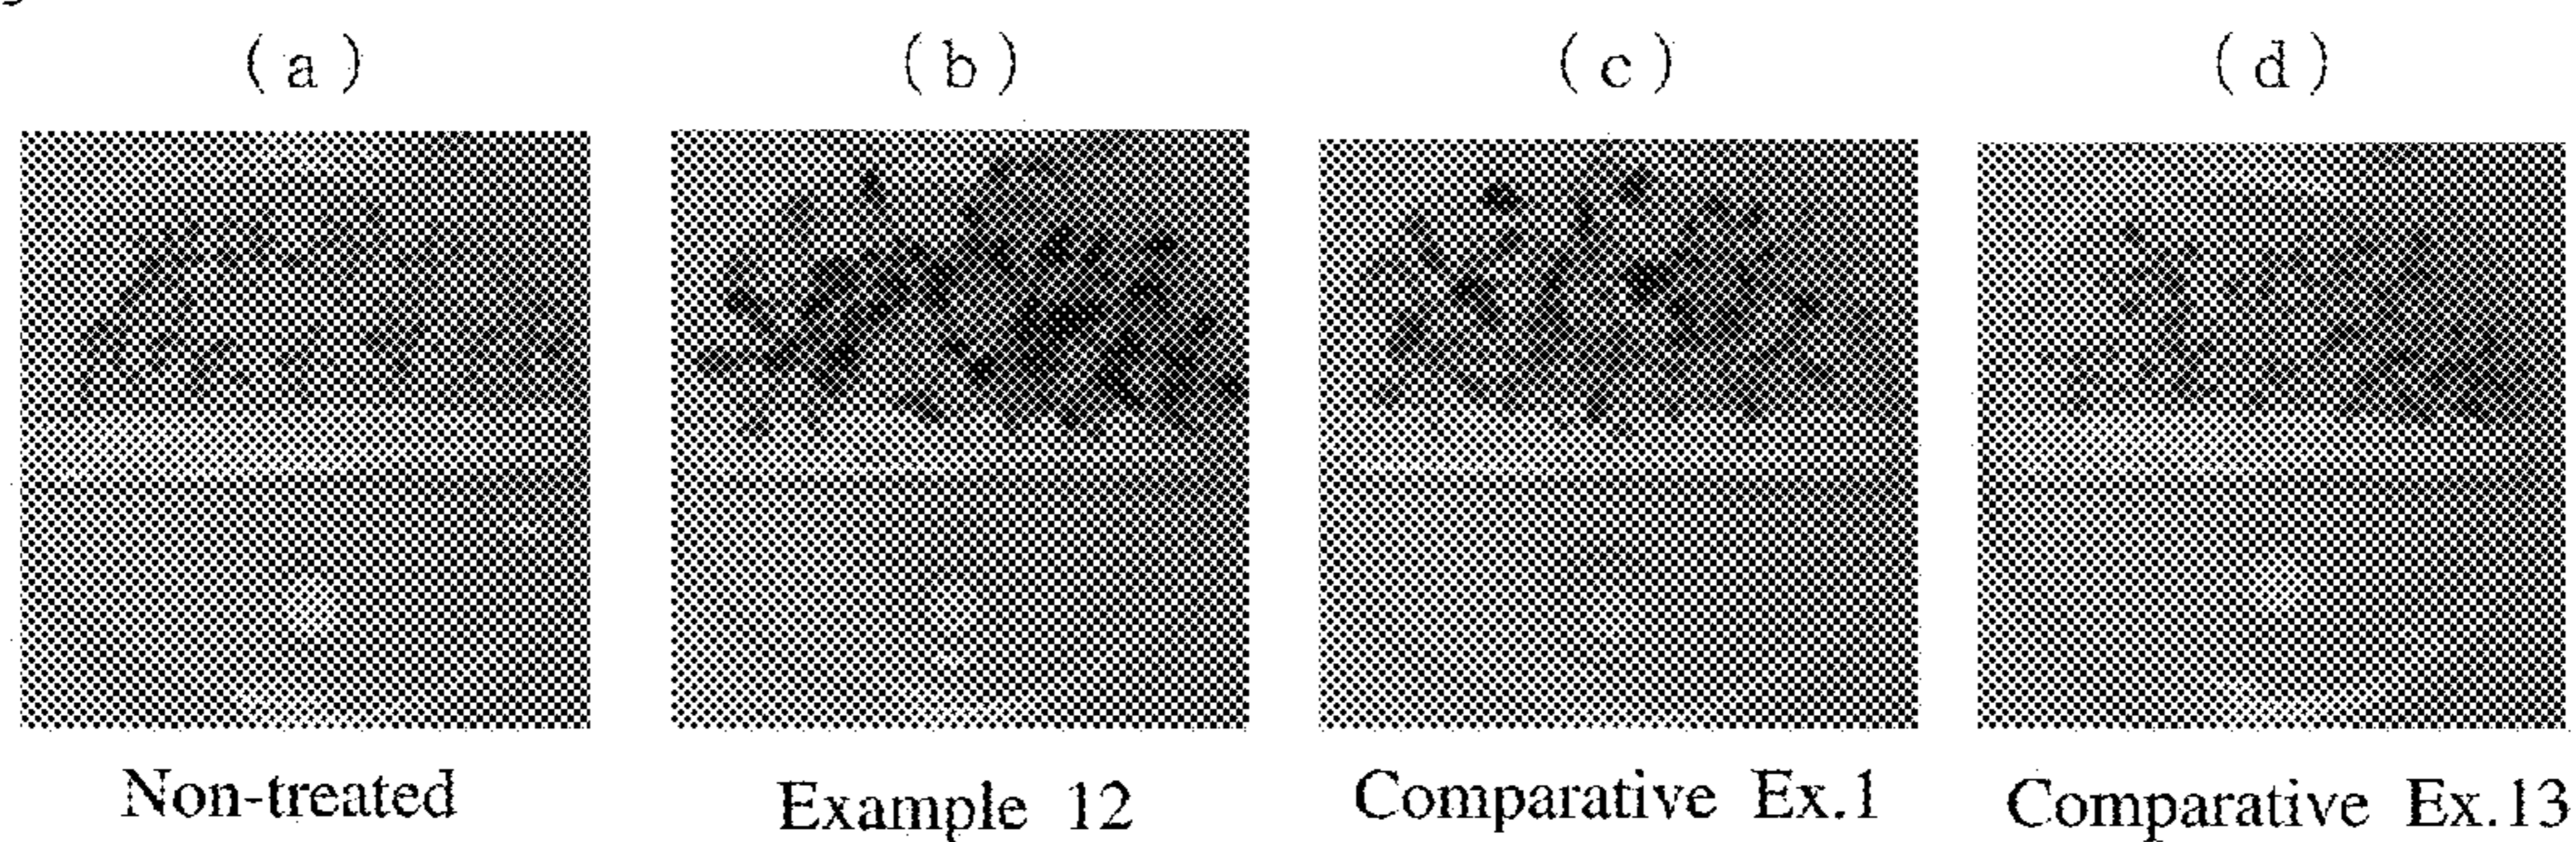 (a) (b) (c) (d)
Non-treated Example 12 Comparative Ex.1 Comparative Ex.13